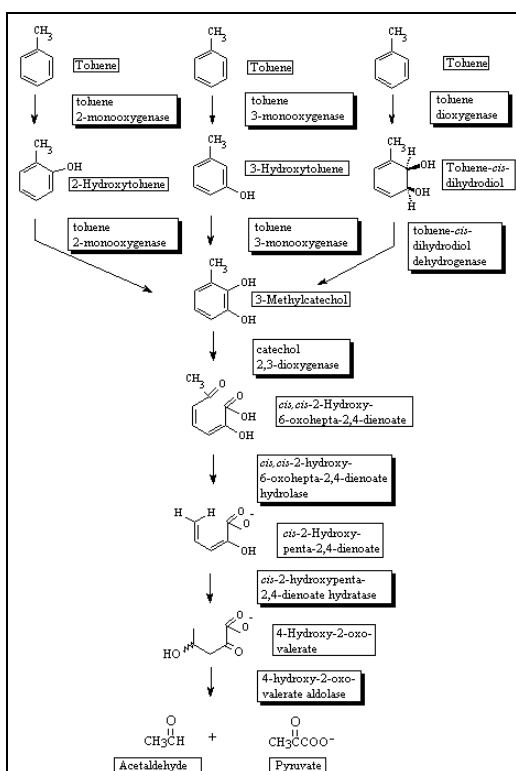 CH3 CH3 CH3
Toluene Toluene Toluene
toluene
2-monooxygenase
toluene
3-monooxygenase
toluene
dioxygenase
CH3
OH
2-Hydroxytoluene
CH3
OH
3-Hydroxytoluene
CH3
H
OH
OH
H
Toluene-cis-
dihydrodiol
toluene
2-monooxygenase
toluene
3-monooxygenase
toluene-cis-
dihydrodiol
dehydrogenase
CH3
OH
OH
3-Methylcatechol
catechol
2,3-dioxygenase
CH3
O
O
OH
OH
cis,cis-2-Hydroxy-
6-oxohepta-2,4-dienoate
cis,cis-2-hydroxy-
6-oxohepta-2,4-dienoate
hydrolase
H H
O
O-
OH
cis-2-Hydroxy-
penta-2,4-dienoate
cis-2-hydroxypenta-
2,4-dienoate hydratase
HO
O
O-
O
4-Hydroxy-2-oxo-
valerate
4-hydroxy-2-oxo-
valerate aldolase
O
CH3CH
+
O
CH3CCOO-
Acetaldehyde
Pyruvate